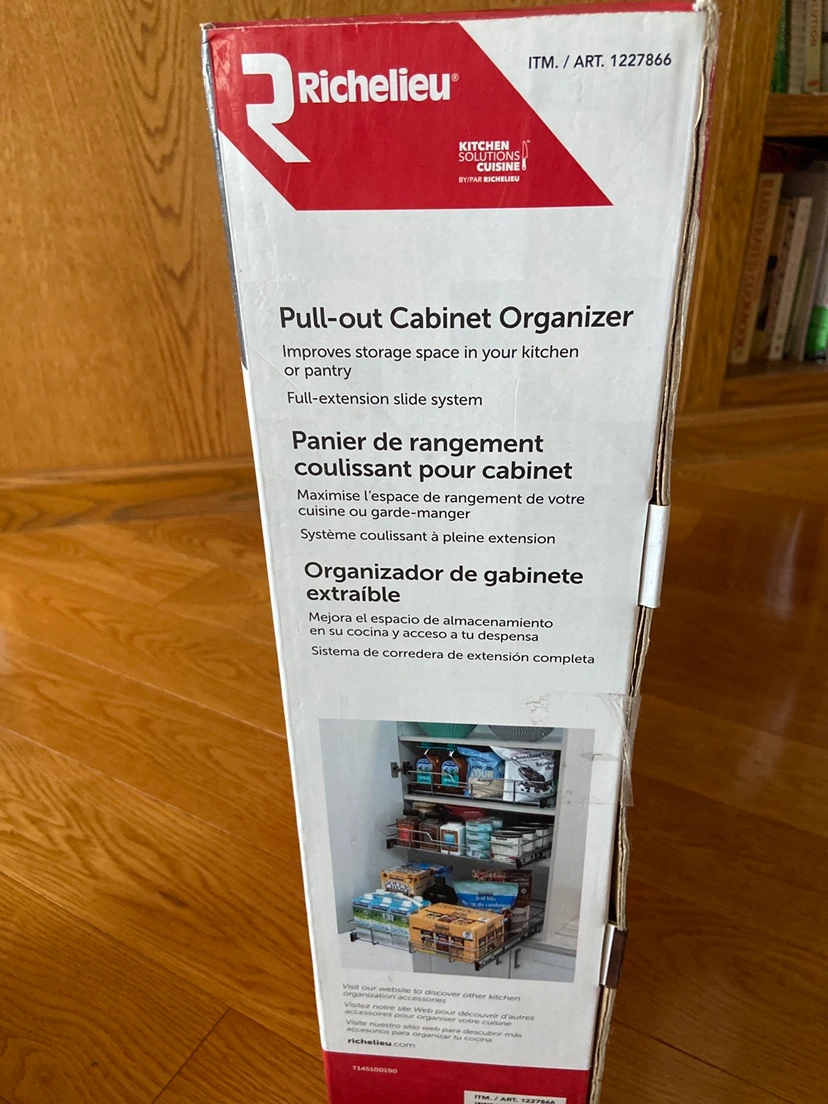 Richelieu®
ITM. / ART. 1227866
KITCHEN
SOLUTIONS
CUISINE
BY/PAR RICHELIEU
Pull-out Cabinet Organizer
Improves storage space in your kitchen
or pantry
Full-extension slide system
Panier de rangement
coulissant pour cabinet
Maximise l'espace de rangement de votre
cuisine ou garde-manger
Système coulissant à pleine extension
Organizador de gabinete
extraíble
Mejora el espacio de almacenamiento
en su cocina y acceso a tu despensa
Sistema de corredera de extensión completa
Visit our website to discover other kitchen
organization accessories
Visitez notre site Web pour découvrir d'autres
accessoires pour organiser votre cuisine
Visite nuestro sitio web para descubrir más
accesorios para organizar tu cocina
richelieu.com
T145100190
ITM. / ART. 1227866